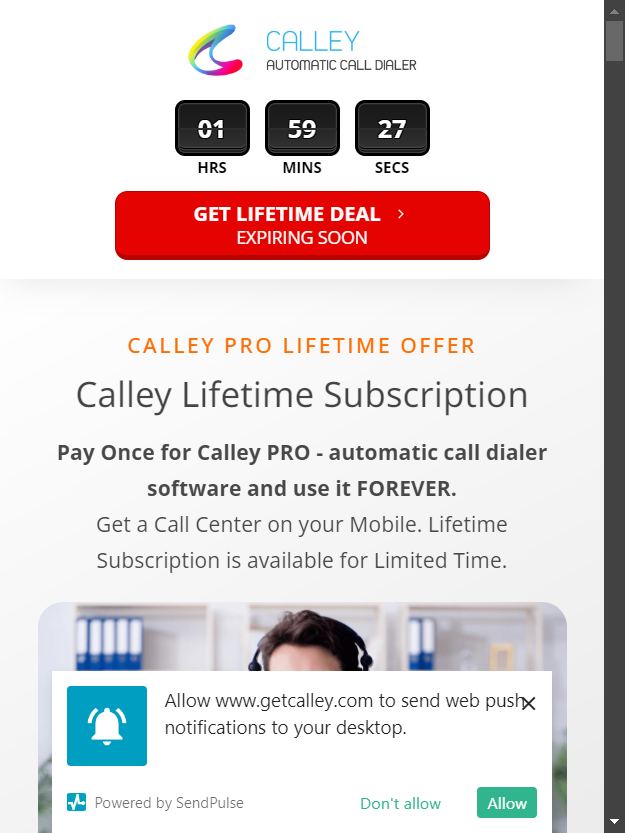 CALLEY
AUTOMATIC CALL DIALER
01 59 27
HRS MINS SECS
GET LIFETIME DEAL
EXPIRING SOON
CALLEY PRO LIFETIME OFFER
Calley Lifetime Subscription
Pay Once for Calley PRO - automatic call dialer
software and use it FOREVER.
Get a Call Center on your Mobile. Lifetime
Subscription is available for Limited Time.
Allow www.getcalley.com to send web push
notifications to your desktop.
Powered by SendPulse Don't allow Allow